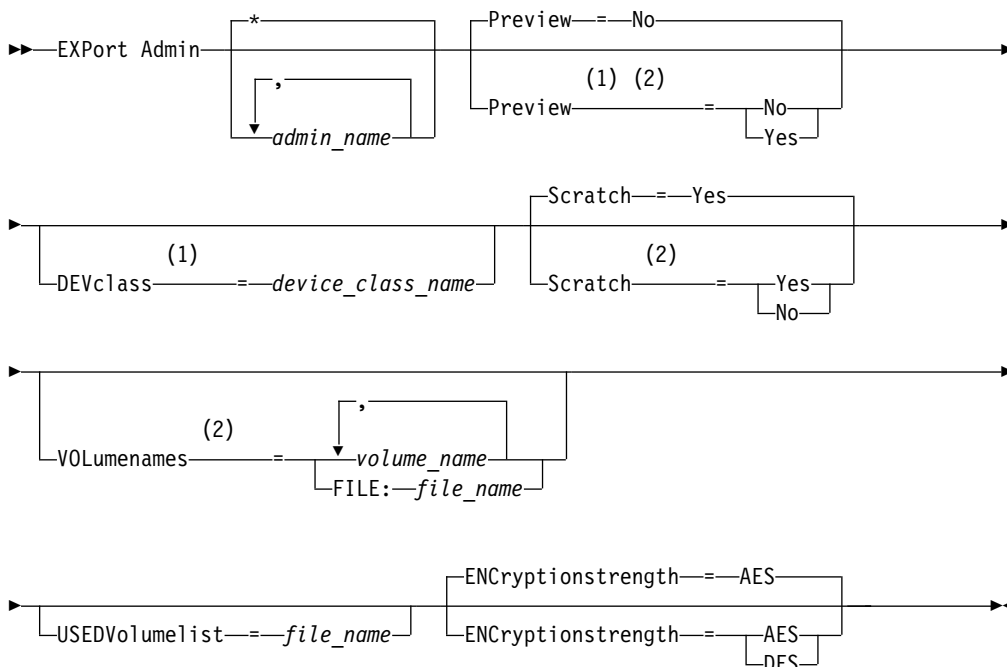 *
Preview = No
EXPort Admin
,
(1) (2)
admin_name
Preview = No
Yes
Scratch = Yes
(1)
(2)
DEVclass = device_class_name
Scratch = Yes
No
,
(2)
VOLumenames = volume_name
FILE: file_name
ENCryptionstrength = AES
USEDVolumelist = file_name
ENCryptionstrength = AES
DES